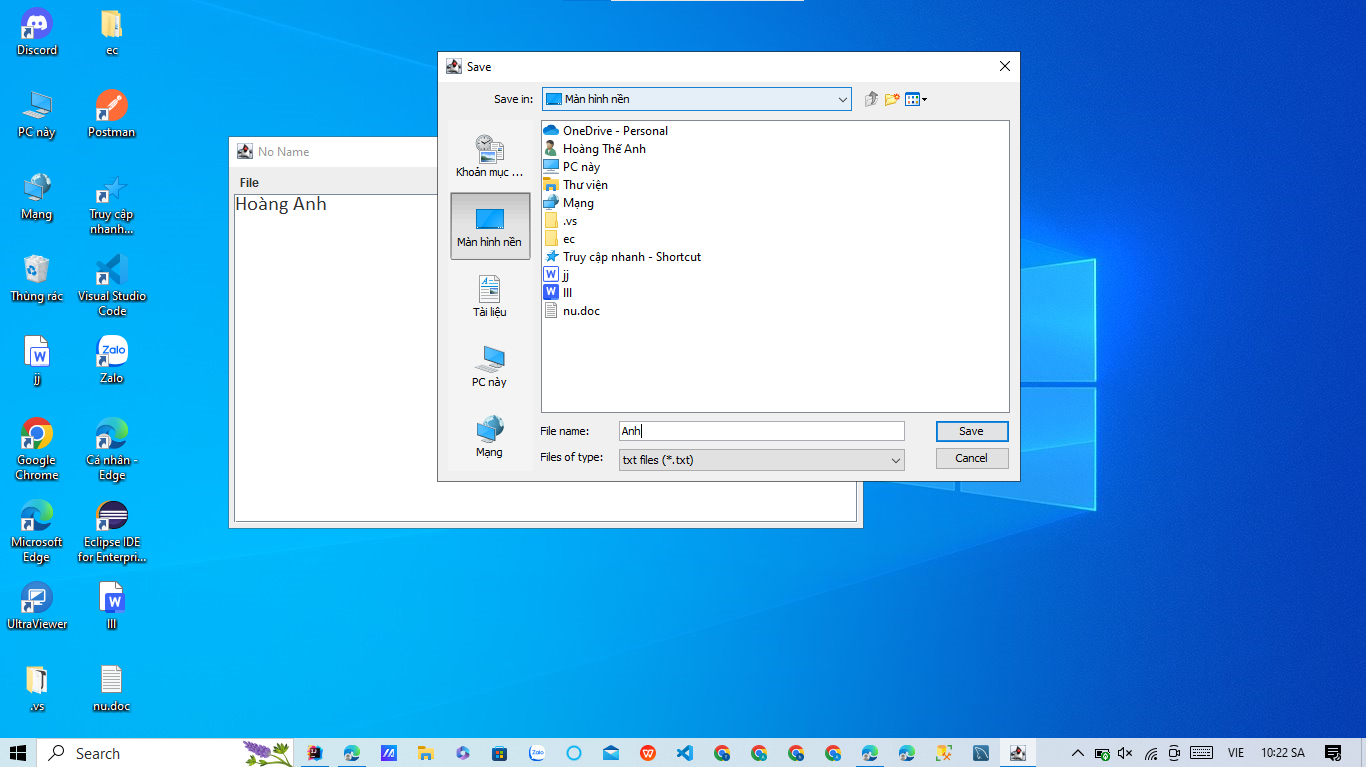 Discord
ec
PC này
Postman
Mạng
Truy cập
nhanh...
Thùng rác
Visual Studio
Code
jj
Zalo
Zalo
Google
Chrome
Cá nhân -
Edge
Microsoft
Edge
Eclipse IDE
for Enterpri...
UltraViewer
lll
.vs
nu.doc
No Name
File
Hoàng Anh
Save
Save in:
Màn hình nền
Khoản mục ...
Màn hình nền
Tài liệu
PC này
Mạng
OneDrive - Personal
Hoàng Thế Anh
PC này
Thư viện
Mạng
.vs
ec
Truy cập nhanh - Shortcut
jj
lll
nu.doc
File name:
Anh
Save
Files of type:
txt files (*.txt)
Cancel
Search
Zalo
VIE
10:22 SA